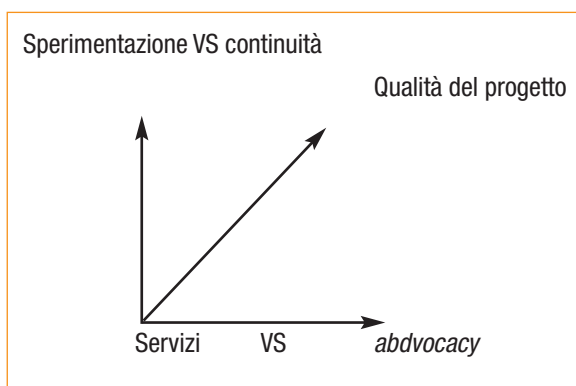 Sperimentazione VS continuità
Qualità del progetto
Servizi VS abdvocacy